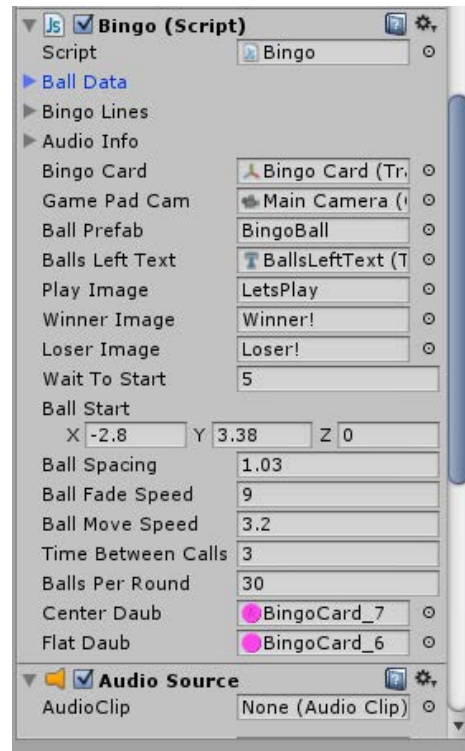 Js Bingo (Script)
Script Bingo
Ball Data
Bingo Lines
Audio Info
Bingo Card Bingo Card (Tr
Game Pad Cam Main Camera (
Ball Prefab BingoBall
Balls Left Text BallsLeftText (T
Play Image LetsPlay
Winner Image Winner!
Loser Image Loser!
Wait To Start 5
Ball Start
X -2.8 Y 3.38 Z 0
Ball Spacing 1.03
Ball Fade Speed 9
Ball Move Speed 3.2
Time Between Calls 3
Balls Per Round 30
Center Daub BingoCard_7
Flat Daub BingoCard_6
Audio Source
AudioClip None (Audio Clip)